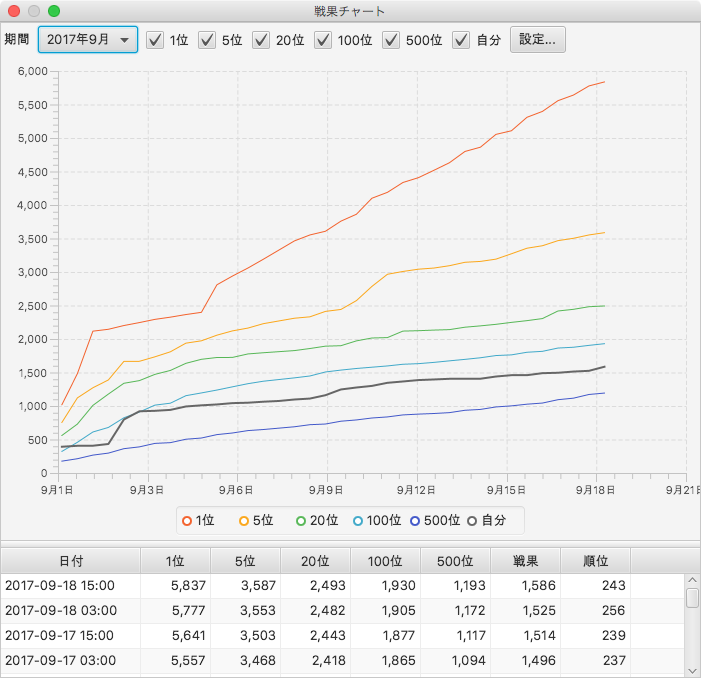 戦果チャート
期間 2017年9月 1位 5位 20位 100位 500位 自分 設定...
6,000
5,500
5,000
4,500
4,000
3,500
3,000
2,500
2,000
1,500
1,000
500
0
9月1日 9月3日 9月6日 9月9日 9月12日 9月15日 9月18日 9月21日
1位 5位 20位 100位 500位 自分
日付 1位 5位 20位 100位 500位 戦果 順位
2017-09-18 15:00 5,837 3,587 2,493 1,930 1,193 1,586 243
2017-09-18 03:00 5,777 3,553 2,482 1,905 1,172 1,525 256
2017-09-17 15:00 5,641 3,503 2,443 1,877 1,117 1,514 239
2017-09-17 03:00 5,557 3,468 2,418 1,865 1,094 1,496 237